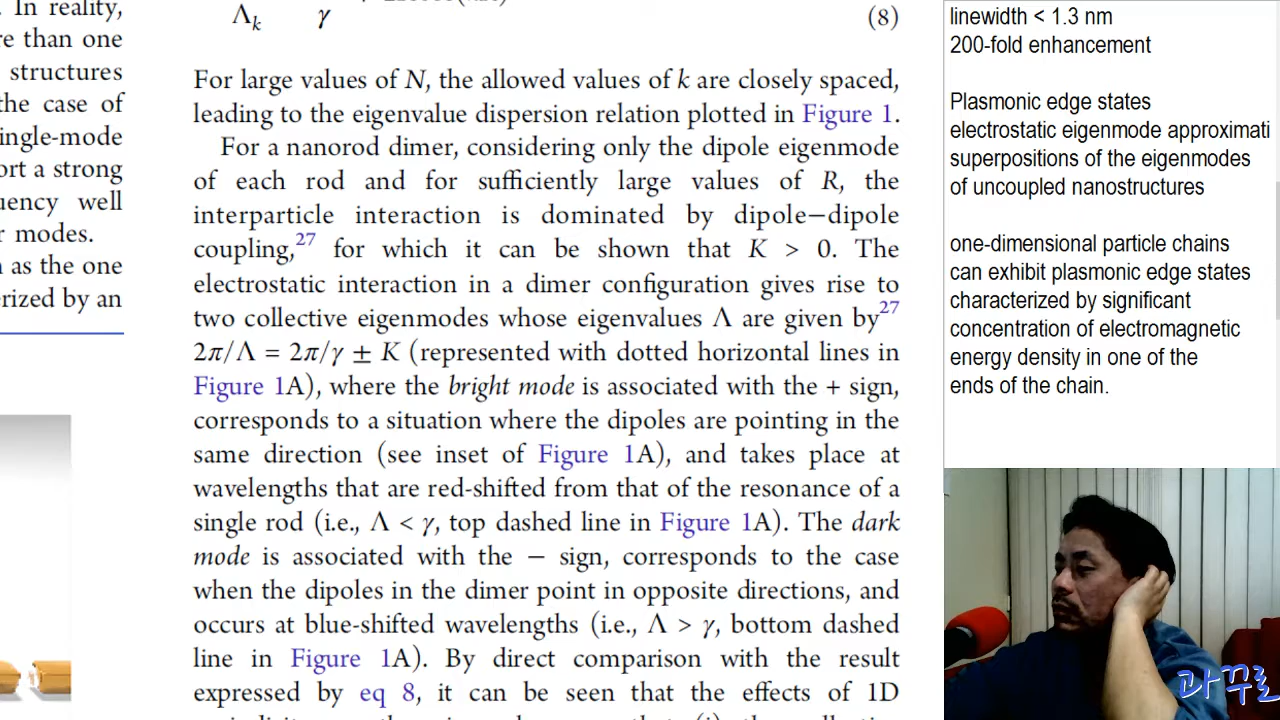 . In reality,
re than one
structures
the case of
ingle-mode
ort a strong
uency well
r modes.
n as the one
erized by an
Λk γ
(8)
For large values of N, the allowed values of k are closely spaced,
leading to the eigenvalue dispersion relation plotted in Figure 1.
For a nanorod dimer, considering only the dipole eigenmode
of each rod and for sufficiently large values of R, the
interparticle interaction is dominated by dipole−dipole
coupling,27 for which it can be shown that K > 0. The
electrostatic interaction in a dimer configuration gives rise to
two collective eigenmodes whose eigenvalues Λ are given by27
2π/Λ = 2π/γ ± K (represented with dotted horizontal lines in
Figure 1A), where the bright mode is associated with the + sign,
corresponds to a situation where the dipoles are pointing in the
same direction (see inset of Figure 1A), and takes place at
wavelengths that are red-shifted from that of the resonance of a
single rod (i.e., Λ < γ, top dashed line in Figure 1A). The dark
mode is associated with the − sign, corresponds to the case
when the dipoles in the dimer point in opposite directions, and
occurs at blue-shifted wavelengths (i.e., Λ > γ, bottom dashed
line in Figure 1A). By direct comparison with the result
expressed by eq 8, it can be seen that the effects of 1D
linewidth < 1.3 nm
200-fold enhancement
Plasmonic edge states
electrostatic eigenmode approximati
superpositions of the eigenmodes
of uncoupled nanostructures
one-dimensional particle chains
can exhibit plasmonic edge states
characterized by significant
concentration of electromagnetic
energy density in one of the
ends of the chain.
과꾸로